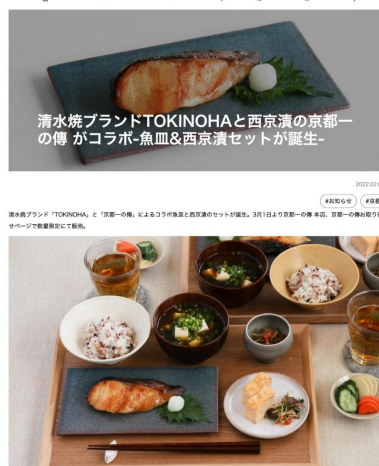 清水焼ブランドTOKINOHAと西京漬の京都一
の傳 がコラボ-魚皿&西京漬セットが誕生-
2022.02.
#お知らせ
#京都
清水焼ブランド「TOKINOHA」と「京都一の傳」によるコラボ魚皿と西京漬のセットが誕生。3月1日より京都一の傳 本店、京都一の傳お取り寄
せページで数量限定にて販売。